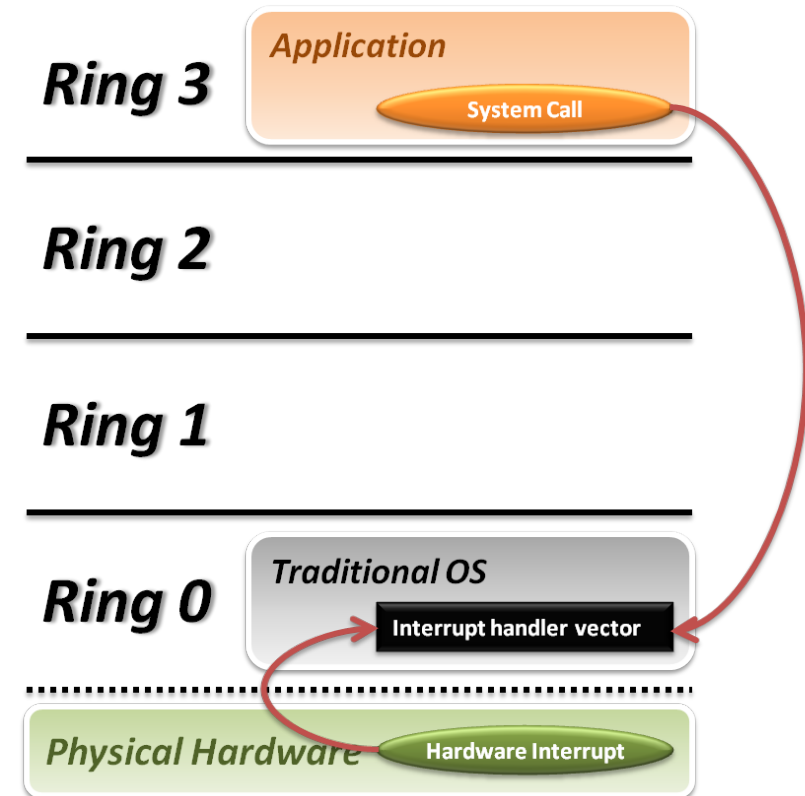 Ring 3
Application
System Call
Ring 2
Ring 1
Ring 0
Traditional OS
Interrupt handler vector
Physical Hardware
Hardware Interrupt